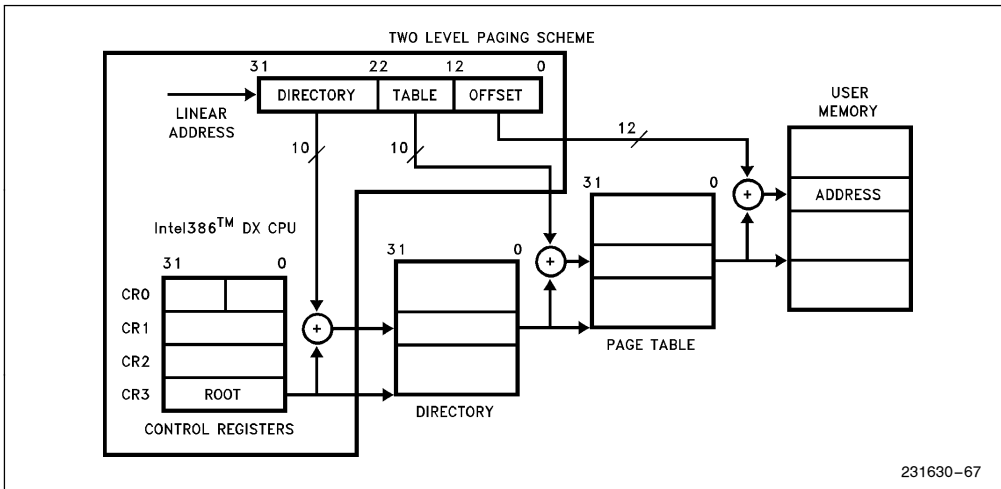 TWO LEVEL PAGING SCHEME
31 22 12 0
DIRECTORY TABLE OFFSET
LINEAR
ADDRESS
USER
MEMORY
10
10
12
31 0
ADDRESS
Intel386™ DX CPU
31 0
31 0
CR0
CR1
CR2
CR3 ROOT
CONTROL REGISTERS
DIRECTORY
PAGE TABLE
+
+
+
231630–67